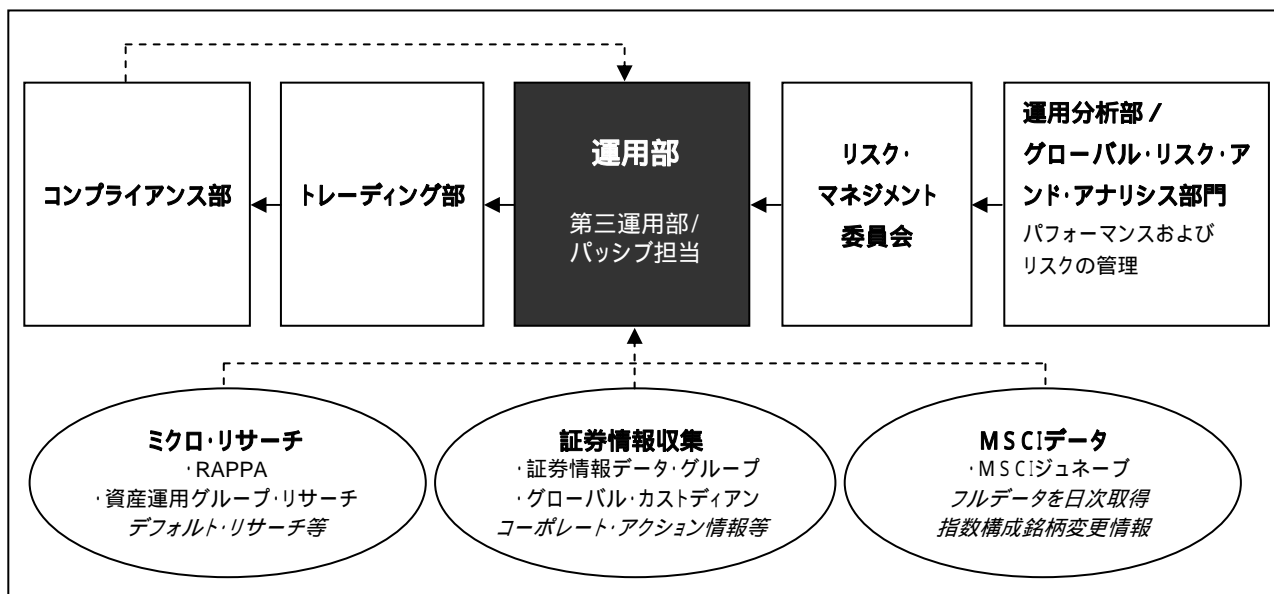 コンプライアンス部
トレーディング部
運用部
第三運用部/
パッシブ担当
リスク・
マネジメント
委員会
運用分析部/
グローバル・リスク・ア
ンド・アナリシス部門
パフォーマンスおよび
リスクの管理
ミクロ・リサーチ
・RAPPA
・資産運用グループ・リサーチ
デフォルト・リサーチ等
証券情報収集
・証券情報データ・グループ
・グローバル・カストディアン
コーポレート・アクション情報等
MSCIデータ
・MSCIジュネーブ
フルデータを日次取得
指数構成銘柄変更情報